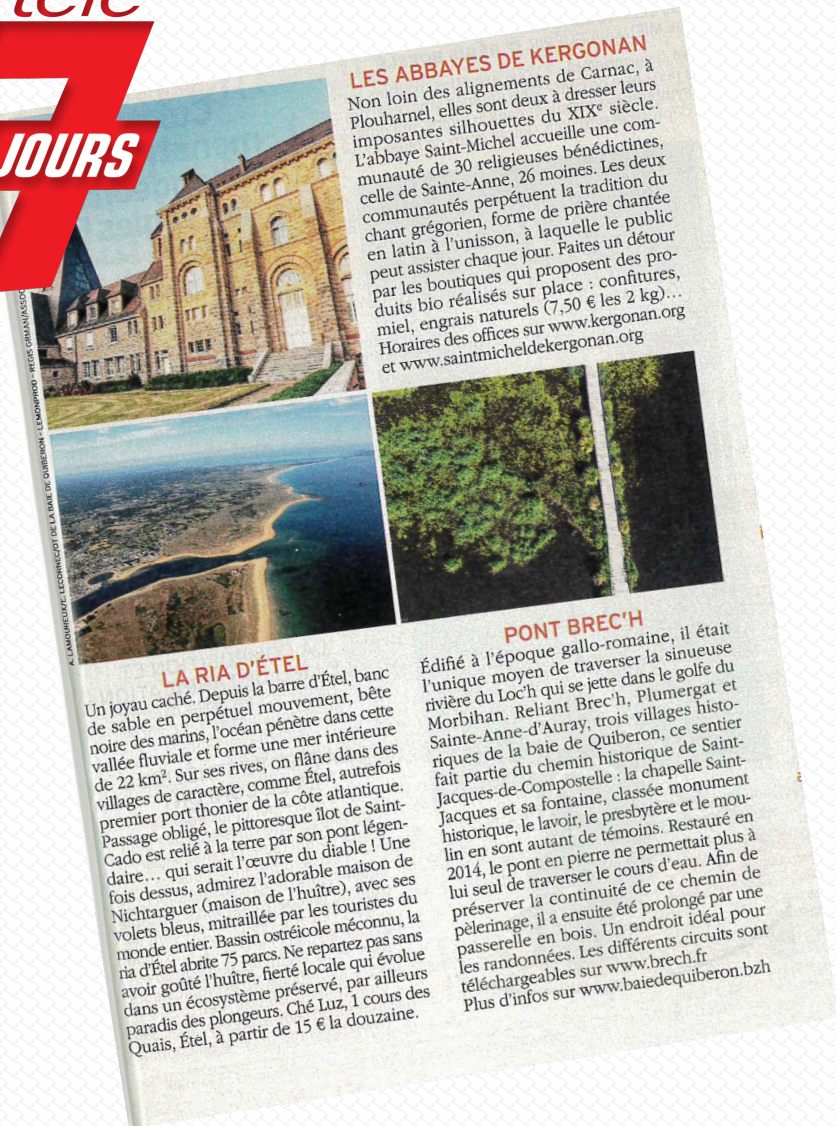 télé
7
JOURS
LES ABBAYES DE KERGONAN
Non loin des alignements de Carnac, à
Plouharnel, elles sont deux à dresser leurs
imposantes silhouettes du XIXe siècle.
L'abbaye Saint-Michel accueille une com-
munauté de 30 religieuses bénédictines,
celle de Sainte-Anne, 26 moines. Les deux
communautés perpétuent la tradition du
chant grégorien, forme de prière chantée
en latin à l'unisson, à laquelle le public
peut assister chaque jour. Faites un détour
par les boutiques qui proposent des pro-
duits bio réalisés sur place : confitures,
miel, engrais naturels (7,50 € les 2 kg)…
Horaires des offices sur www.kergonan.org
et www.saintmicheldekergonan.org
A. LAMOUREUX/E. LECORNEC/OT DE LA BAIE DE QUIBERON - LEMONPROD - REGIS GRMAN/ASSOC
LA RIA D'ÉTEL
Un joyau caché. Depuis la barre d'Étel, banc
de sable en perpétuel mouvement, bête
noire des marins, l'océan pénètre dans cette
vallée fluviale et forme une mer intérieure
de 22 km². Sur ses rives, on flâne dans des
villages de caractère, comme Étel, autrefois
premier port thonier de la côte atlantique.
Passage obligé, le pittoresque îlot de Saint-
Cado est relié à la terre par son pont légen-
daire… qui serait l'œuvre du diable ! Une
fois dessus, admirez l'adorable maison de
Nichtarguer (maison de l'huître), avec ses
volets bleus, mitraillée par les touristes du
monde entier. Bassin ostréicole méconnu, la
ria d'Étel abrite 75 parcs. Ne repartez pas sans
avoir goûté l'huître, fierté locale qui évolue
dans un écosystème préservé, par ailleurs
paradis des plongeurs. Ché Luz, 1 cours des
Quais, Étel, à partir de 15 € la douzaine.
PONT BREC'H
Édifié à l'époque gallo-romaine, il était
l'unique moyen de traverser la sinueuse
rivière du Loc'h qui se jette dans le golfe du
Morbihan. Reliant Brec'h, Plumergat et
Sainte-Anne-d'Auray, trois villages histo-
riques de la baie de Quiberon, ce sentier
fait partie du chemin historique de Saint-
Jacques-de-Compostelle : la chapelle Saint-
Jacques et sa fontaine, classée monument
historique, le lavoir, le presbytère et le mou-
lin en sont autant de témoins. Restauré en
2014, le pont en pierre ne permettait plus à
lui seul de traverser le cours d'eau. Afin de
préserver la continuité de ce chemin de
pèlerinage, il a ensuite été prolongé par une
passerelle en bois. Un endroit idéal pour
les randonnées. Les différents circuits sont
téléchargeables sur www.brech.fr
Plus d'infos sur www.baiedequiberon.bzh